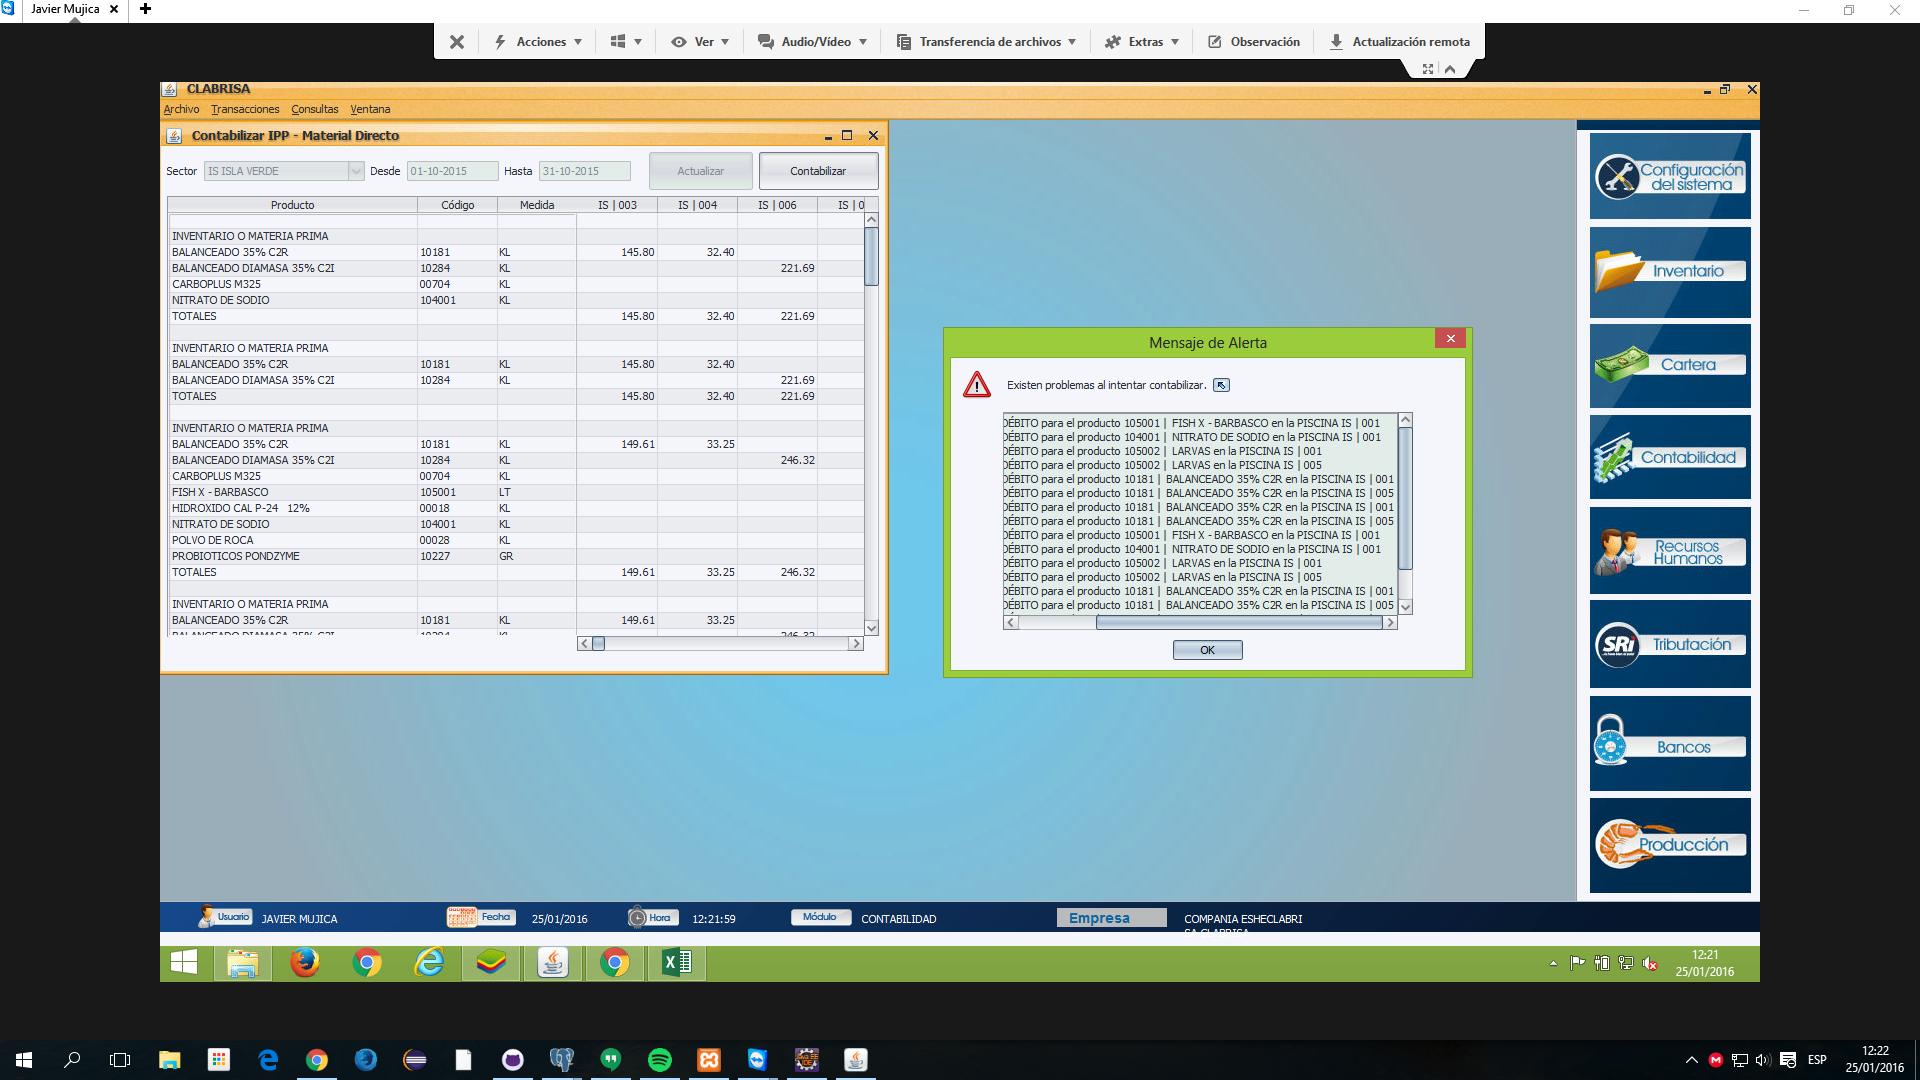 Javier Mujica
Acciones
Ver
Audio/Vídeo
Transferencia de archivos
Extras
Observación
Actualización remota
CLABRISA
Archivo Transacciones Consultas Ventana
Contabilizar IPP - Material Directo
Sector IS ISLA VERDE Desde 01-10-2015 Hasta 31-10-2015 Actualizar Contabilizar
Producto Código Medida IS | 003 IS | 004 IS | 006 IS | 0
INVENTARIO O MATERIA PRIMA
BALANCEADO 35% C2R 10181 KL 145.80 32.40
BALANCEADO DIAMASA 35% C2I 10284 KL 221.69
CARBOPLUS M325 00704 KL
NITRATO DE SODIO 104001 KL
TOTALES 145.80 32.40 221.69
INVENTARIO O MATERIA PRIMA
BALANCEADO 35% C2R 10181 KL 145.80 32.40
BALANCEADO DIAMASA 35% C2I 10284 KL 221.69
TOTALES 145.80 32.40 221.69
INVENTARIO O MATERIA PRIMA
BALANCEADO 35% C2R 10181 KL 149.61 33.25
BALANCEADO DIAMASA 35% C2I 10284 KL 246.32
CARBOPLUS M325 00704 KL
FISH X - BARBASCO 105001 LT
HIDROXIDO CAL P-24 12% 00018 KL
NITRATO DE SODIO 104001 KL
POLVO DE ROCA 00028 KL
PROBIOTICOS PONDZYME 10227 GR
TOTALES 149.61 33.25 246.32
INVENTARIO O MATERIA PRIMA
BALANCEADO 35% C2R 10181 KL 149.61 33.25
BALANCEADO DIAMASA 35% C2I 10284 KL 246.32
Mensaje de Alerta
Existen problemas al intentar contabilizar.
DÉBITO para el producto 105001 | FISH X - BARBASCO en la PISCINA IS | 001
DÉBITO para el producto 104001 | NITRATO DE SODIO en la PISCINA IS | 001
DÉBITO para el producto 105002 | LARVAS en la PISCINA IS | 001
DÉBITO para el producto 105002 | LARVAS en la PISCINA IS | 005
DÉBITO para el producto 10181 | BALANCEADO 35% C2R en la PISCINA IS | 001
DÉBITO para el producto 10181 | BALANCEADO 35% C2R en la PISCINA IS | 005
DÉBITO para el producto 10181 | BALANCEADO 35% C2R en la PISCINA IS | 001
DÉBITO para el producto 10181 | BALANCEADO 35% C2R en la PISCINA IS | 005
DÉBITO para el producto 105001 | FISH X - BARBASCO en la PISCINA IS | 001
DÉBITO para el producto 104001 | NITRATO DE SODIO en la PISCINA IS | 001
DÉBITO para el producto 105002 | LARVAS en la PISCINA IS | 001
DÉBITO para el producto 105002 | LARVAS en la PISCINA IS | 005
DÉBITO para el producto 10181 | BALANCEADO 35% C2R en la PISCINA IS | 001
DÉBITO para el producto 10181 | BALANCEADO 35% C2R en la PISCINA IS | 005
OK
Configuración
del sistema
Inventario
Cartera
Contabilidad
Recursos
Humanos
SRi
Tributación
Bancos
Producción
Usuario JAVIER MUJICA Fecha 25/01/2016 Hora 12:21:59 Módulo CONTABILIDAD Empresa COMPANIA ESHECLABRI
SA CLABRISA
12:21
25/01/2016
ESP
12:22
25/01/2016